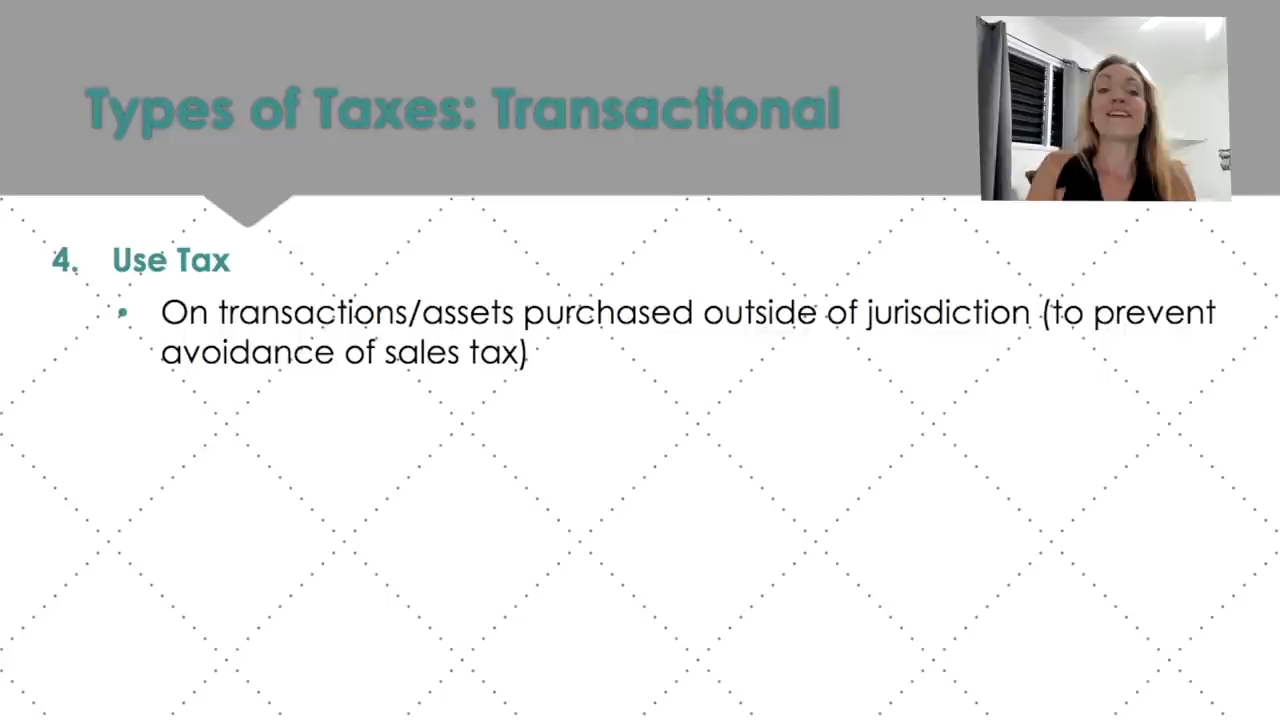 Types of Taxes: Transactional
4. Use Tax
• On transactions/assets purchased outside of jurisdiction (to prevent
avoidance of sales tax)